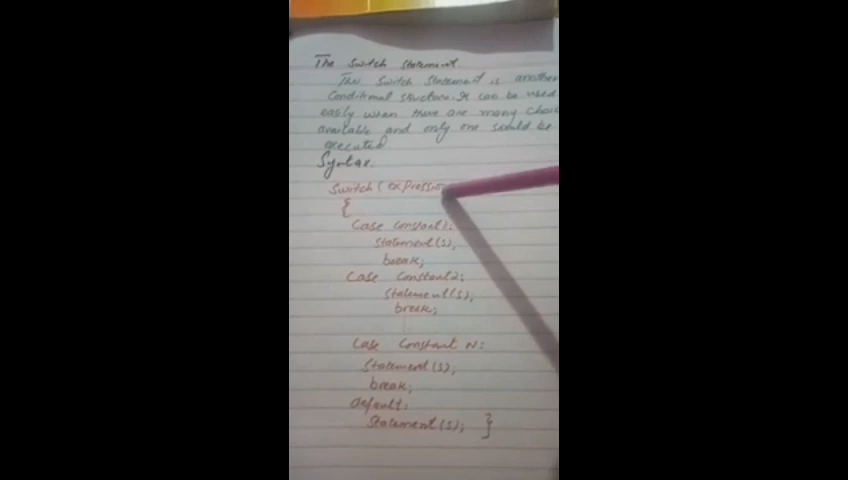 The Switch Statement.
The Switch Statement is another
Conditional structure. It can be used
easily when there are many choic
available and only one should be
executed
Syntax.
Switch ( expression
{
Case Constant1:
Statement(s);
break;
Case Constant2:
Statement(s);
break;
Case Constant N:
Statement(s);
break;
default:
Statement(s); }